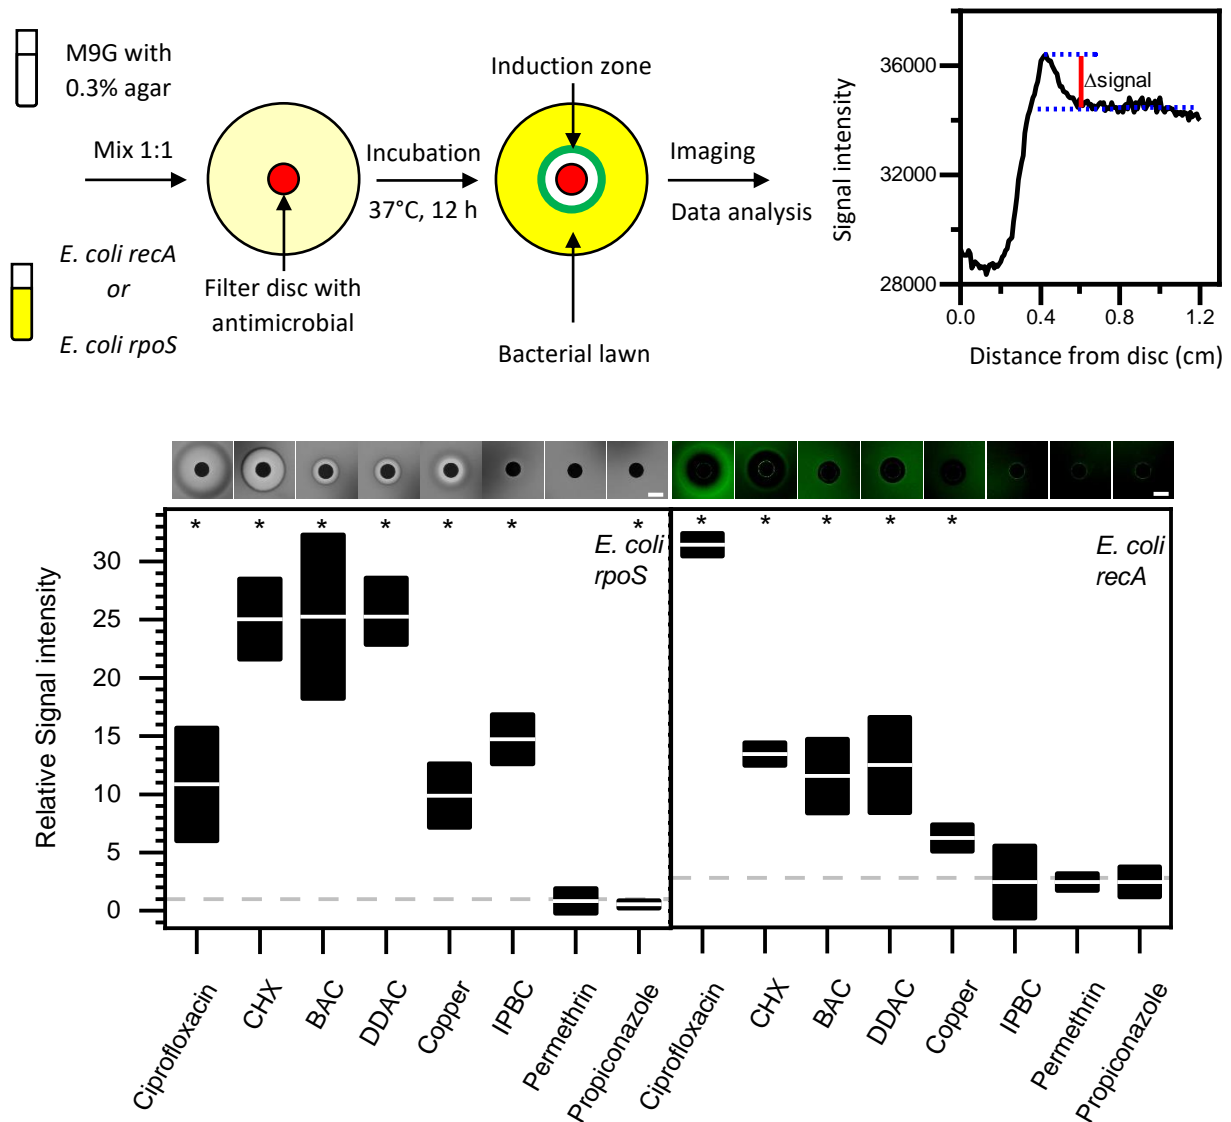 M9G with
0.3% agar
Mix 1:1
E. coli recA
or
E. coli rpoS
Filter disc with
antimicrobial
Incubation
37°C, 12 h
Induction zone
Bacterial lawn
Imaging
Data analysis
Signal intensity
36000
32000
28000
Δsignal
0.0 0.4 0.8 1.2
Distance from disc (cm)
Relative Signal intensity
30
25
20
15
10
5
0
* * * * * * *
E. coli
rpoS
* * * * *
E. coli
recA
Ciprofloxacin
CHX
BAC
DDAC
Copper
IPBC
Permethrin
Propiconazole
Ciprofloxacin
CHX
BAC
DDAC
Copper
IPBC
Permethrin
Propiconazole